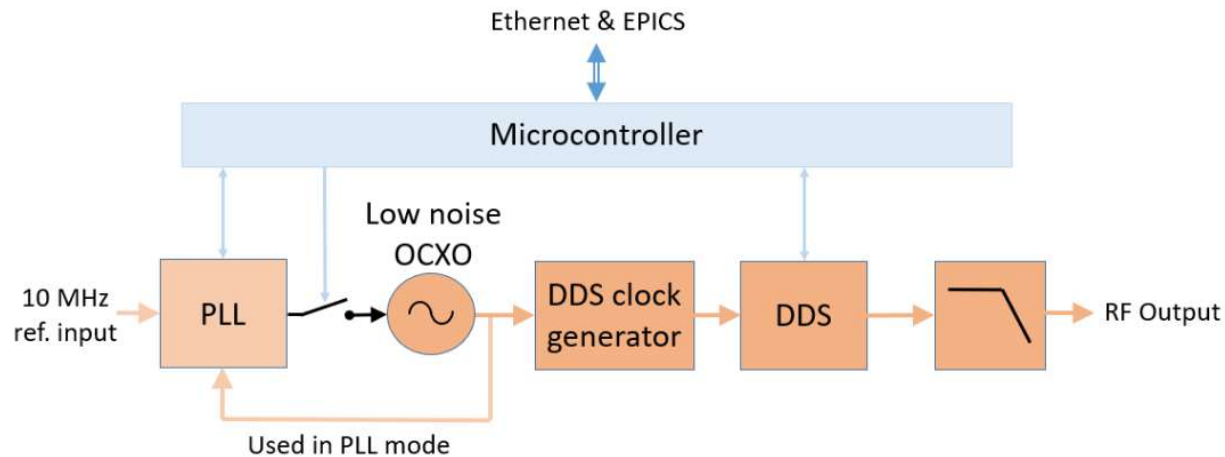 Ethernet & EPICS
Microcontroller
Low noise
OCXO
10 MHz
ref. input
PLL
DDS clock
generator
DDS
RF Output
Used in PLL mode